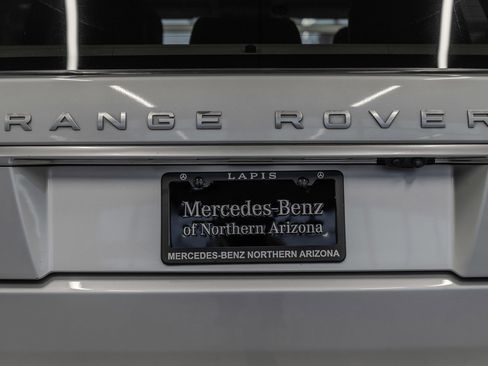 RANGE ROVER
LAPIS
Mercedes-Benz
of Northern Arizona
MERCEDES-BENZ NORTHERN ARIZONA